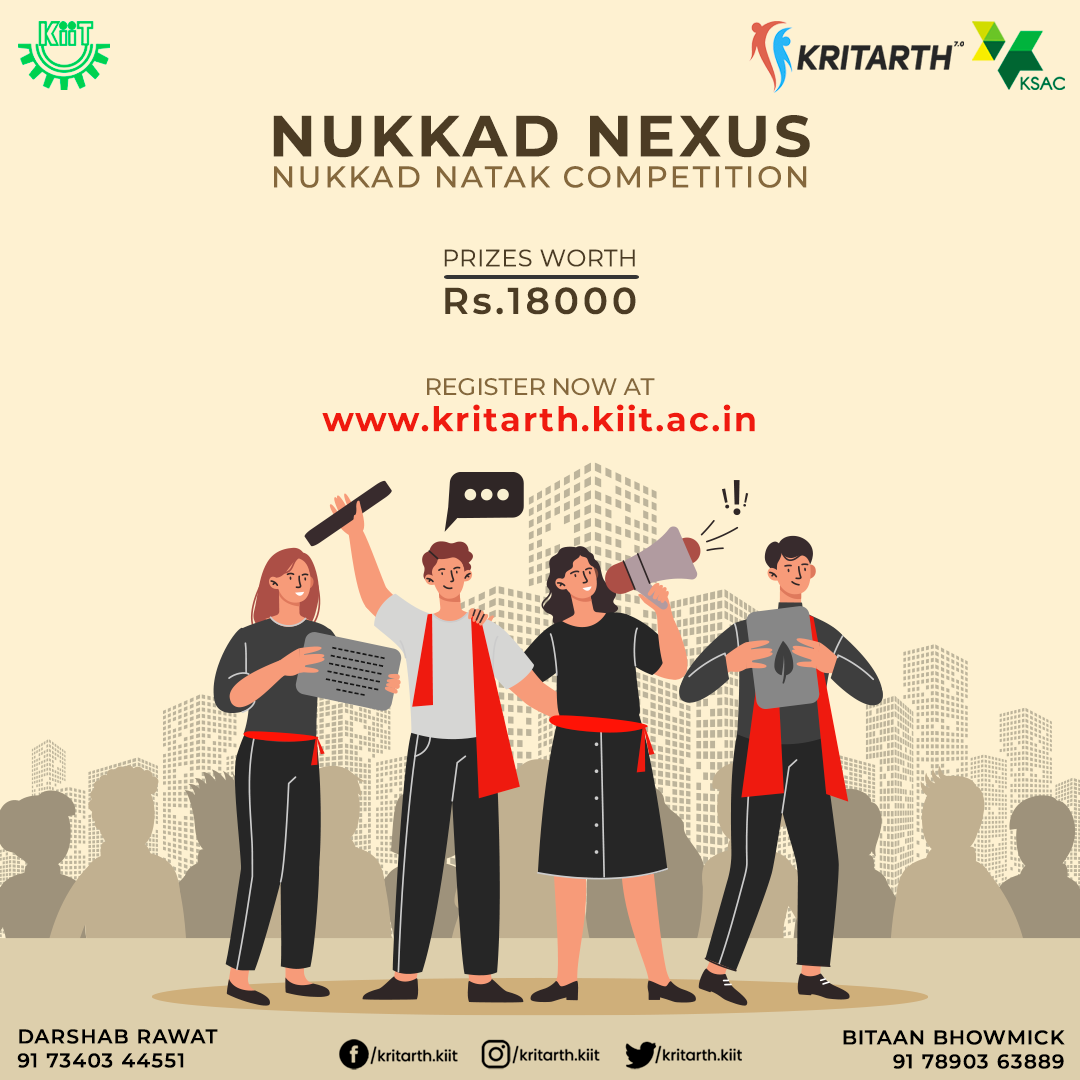 KiiT
KRITARTH 7.0
KSAC
NUKKAD NEXUS
NUKKAD NATAK COMPETITION
PRIZES WORTH
Rs.18000
REGISTER NOW AT
www.kritarth.kiit.ac.in
DARSHAB RAWAT
91 73403 44551
/kritarth.kiit
/kritarth.kiit
/kritarth.kiit
BITAAN BHOWMICK
91 78903 63889